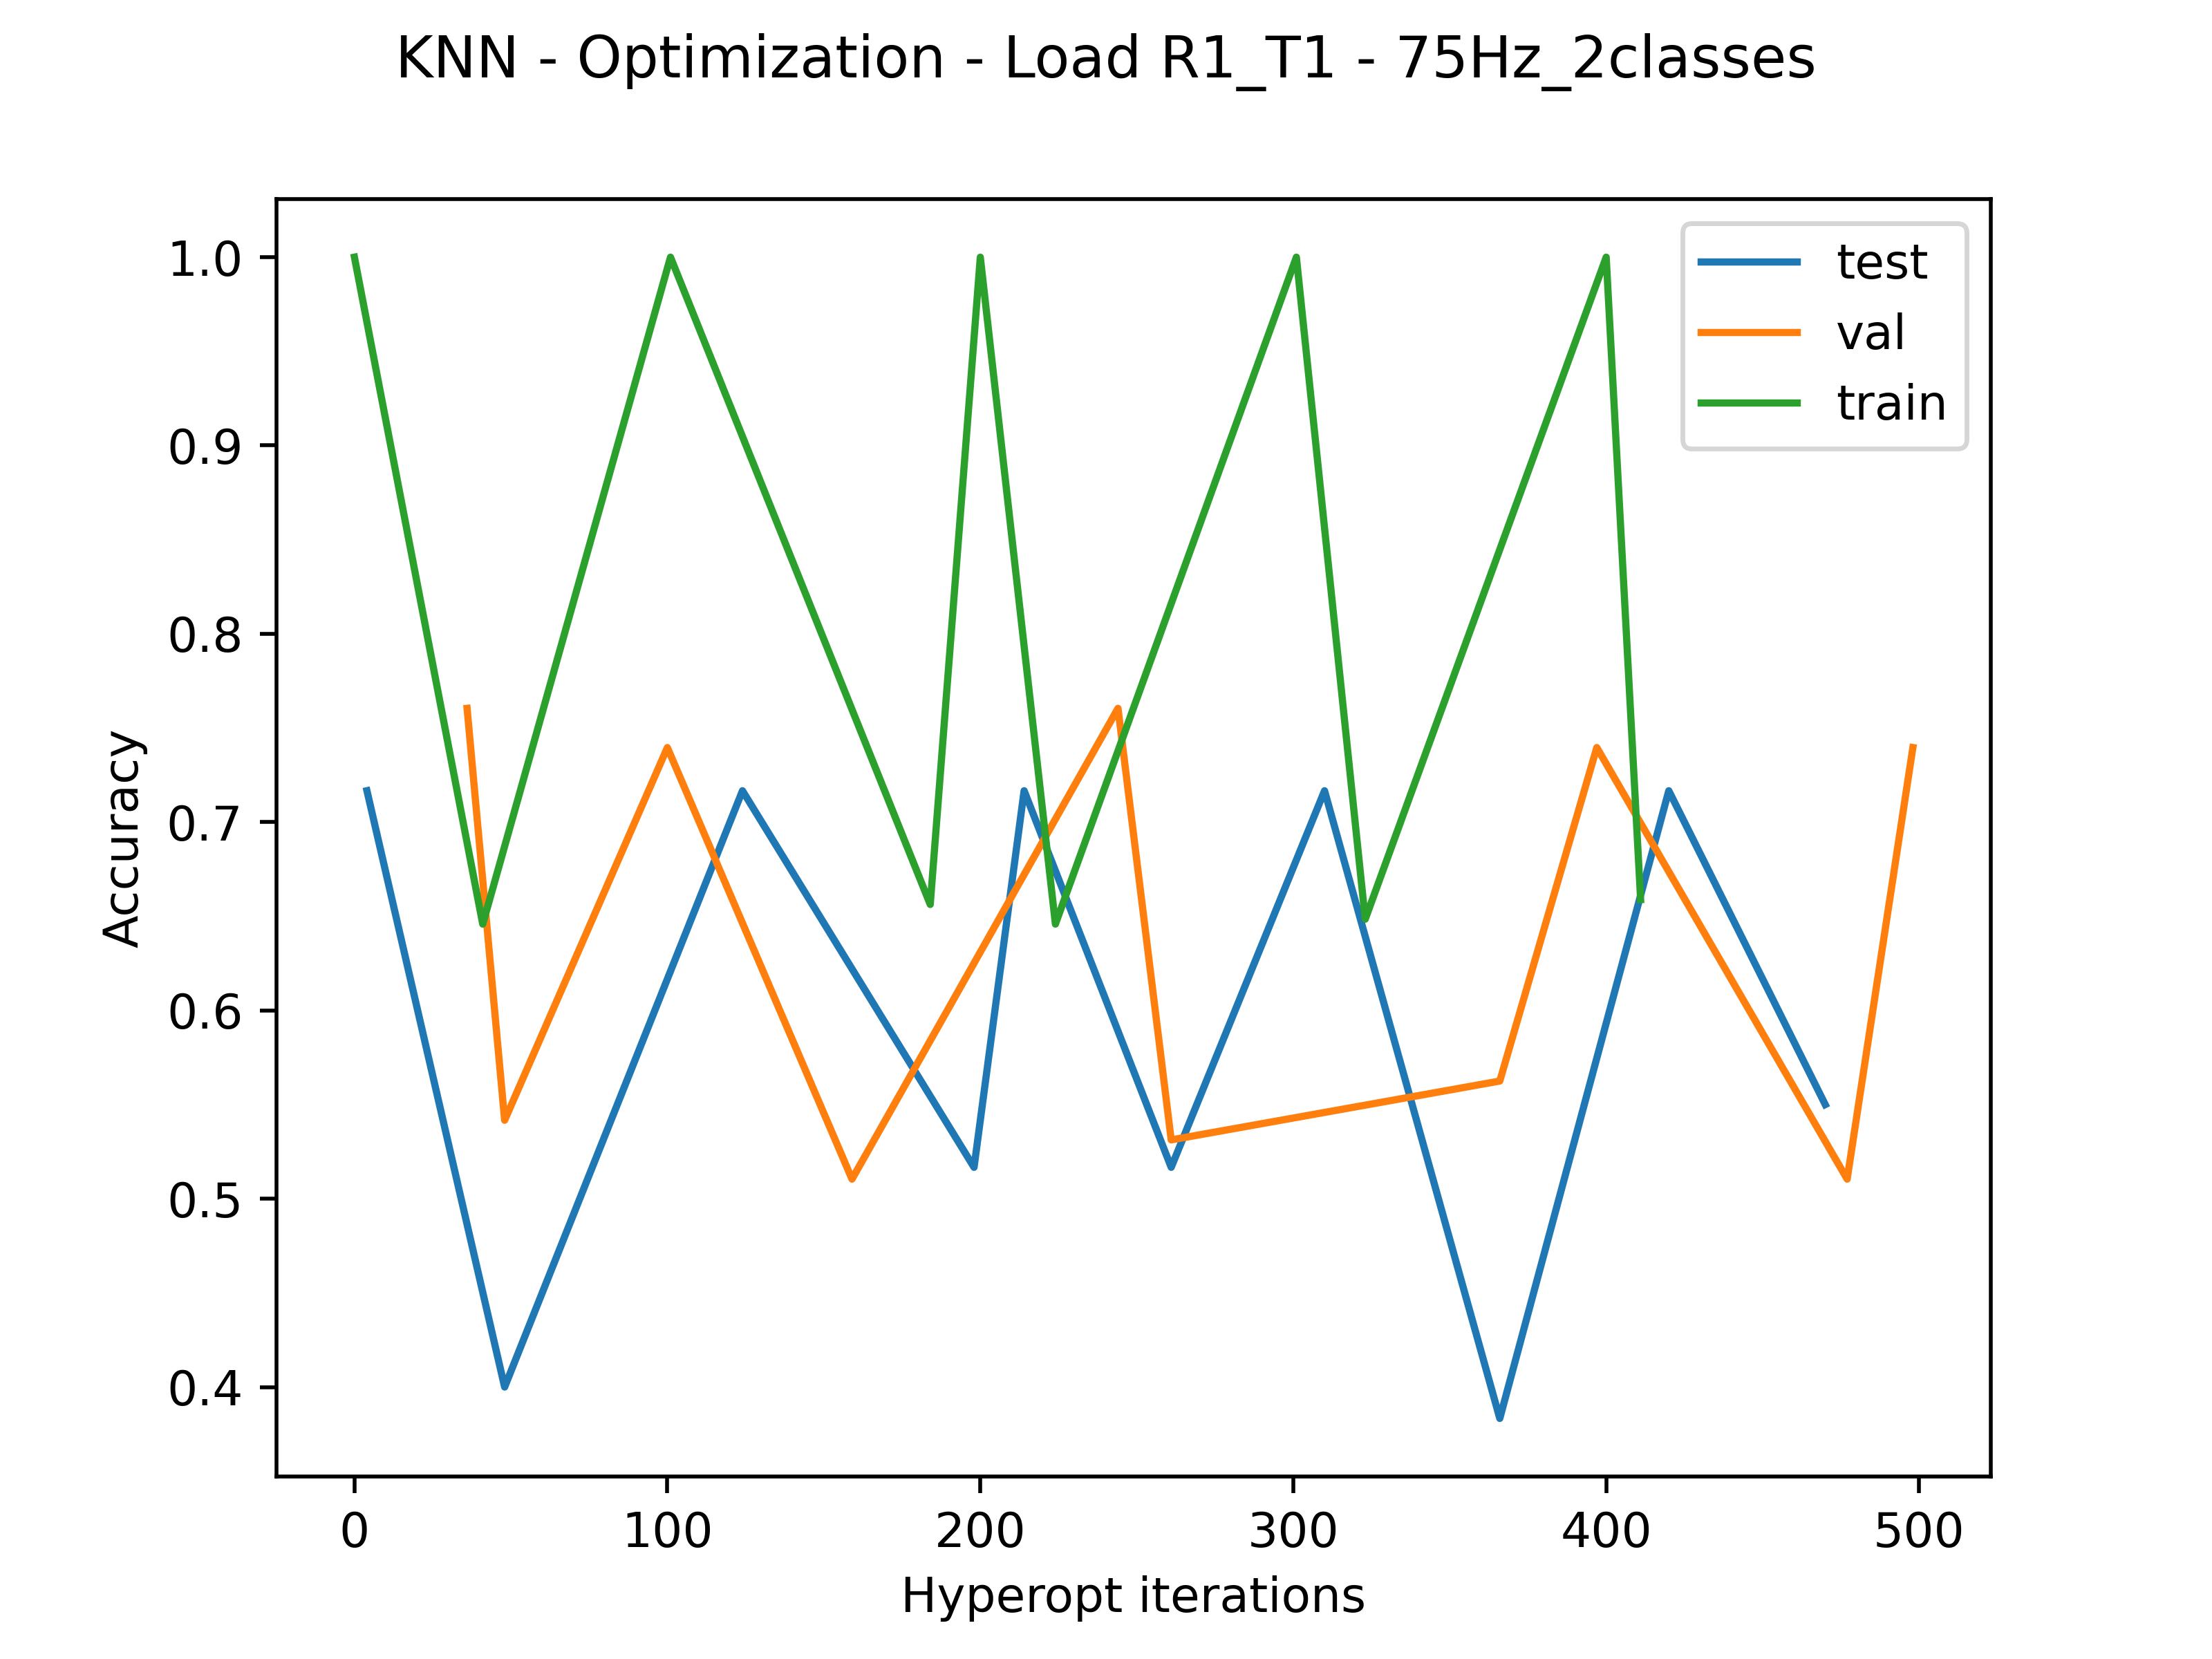 KNN - Optimization - Load R1_T1 - 75Hz_2classes
test
val
train
1.0
0.9
0.8
0.7
0.6
0.5
0.4
Accuracy
0 100 200 300 400 500
Hyperopt iterations